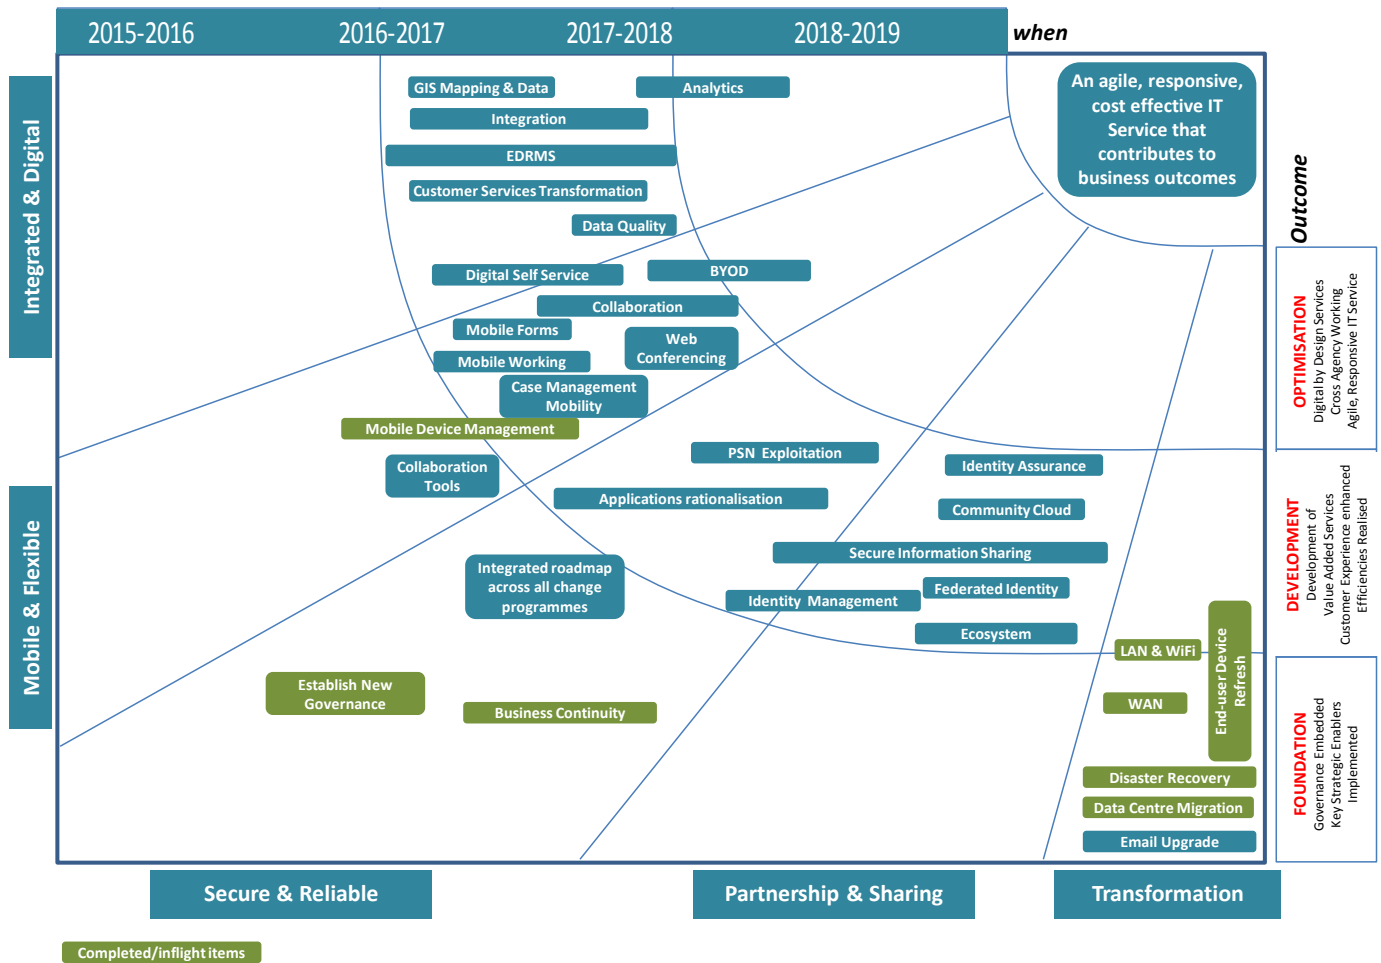 2015-2016
2016-2017
2017-2018
2018-2019
when
An agile, responsive,
cost effective IT
Service that
contributes to
business outcomes
Outcome
Integrated & Digital
Mobile & Flexible
GIS Mapping & Data
Analytics
Integration
EDRMS
Customer Services Transformation
Data Quality
Digital Self Service
BYOD
Collaboration
Mobile Forms
Web
Conferencing
Mobile Working
Case Management
Mobility
Mobile Device Management
Collaboration
Tools
PSN Exploitation
Identity Assurance
Applications rationalisation
Community Cloud
Secure Information Sharing
Integrated roadmap
across all change
programmes
Federated Identity
Identity Management
Ecosystem
LAN & WiFi
End-user Device
Refresh
Establish New
Governance
Business Continuity
WAN
Disaster Recovery
Data Centre Migration
Email Upgrade
OPTIMISATION
Digital by Design Services
Cross Agency Working
Agile, Responsive IT Service
DEVELOPMENT
Development of
Value Added Services
Customer Experience enhanced
Efficiencies Realised
FOUNDATION
Governance Embedded
Key Strategic Enablers
Implemented
Secure & Reliable
Partnership & Sharing
Transformation
Completed/inflight items